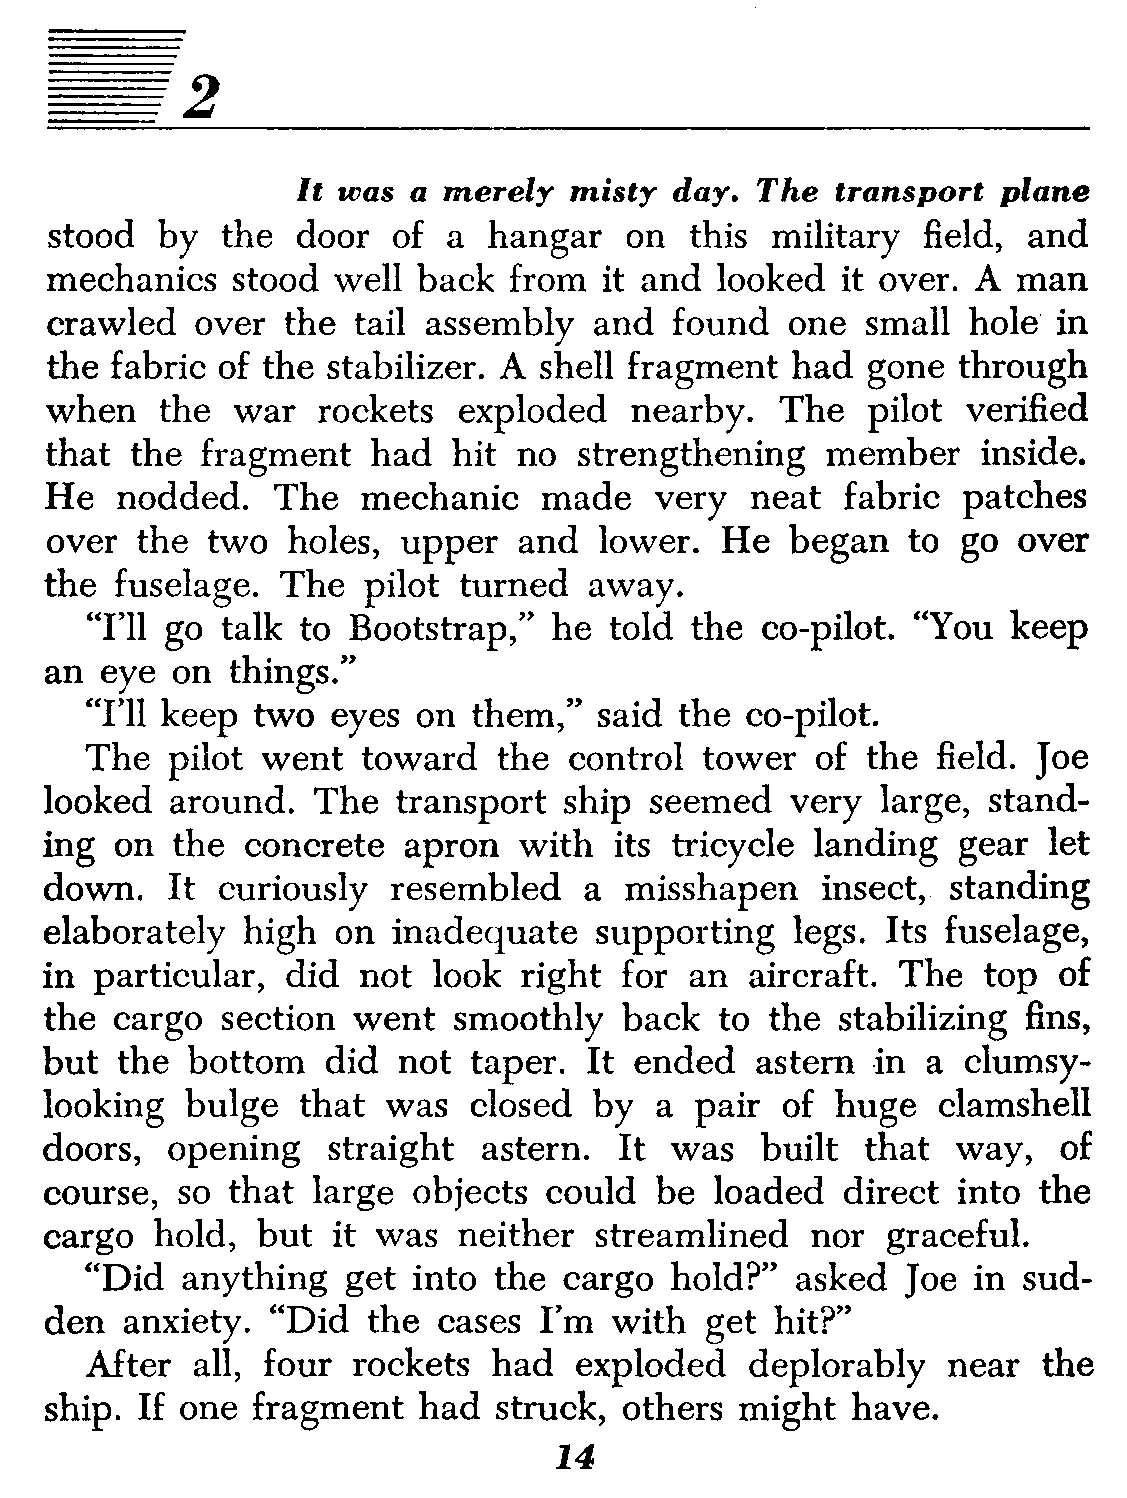 2
It was a merely misty day. The transport plane
stood by the door of a hangar on this military field, and
mechanics stood well back from it and looked it over. A man
crawled over the tail assembly and found one small hole in
the fabric of the stabilizer. A shell fragment had gone through
when the war rockets exploded nearby. The pilot verified
that the fragment had hit no strengthening member inside.
He nodded. The mechanic made very neat fabric patches
over the two holes, upper and lower. He began to go over
the fuselage. The pilot turned away.
“I’ll go talk to Bootstrap,” he told the co-pilot. “You keep
an eye on things.”
“I’ll keep two eyes on them,” said the co-pilot.
The pilot went toward the control tower of the field. Joe
looked around. The transport ship seemed very large, stand-
ing on the concrete apron with its tricycle landing gear let
down. It curiously resembled a misshapen insect, standing
elaborately high on inadequate supporting legs. Its fuselage,
in particular, did not look right for an aircraft. The top of
the cargo section went smoothly back to the stabilizing fins,
but the bottom did not taper. It ended astern in a clumsy-
looking bulge that was closed by a pair of huge clamshell
doors, opening straight astern. It was built that way, of
course, so that large objects could be loaded direct into the
cargo hold, but it was neither streamlined nor graceful.
“Did anything get into the cargo hold?” asked Joe in sud-
den anxiety. “Did the cases I’m with get hit?”
After all, four rockets had exploded deplorably near the
ship. If one fragment had struck, others might have.
14